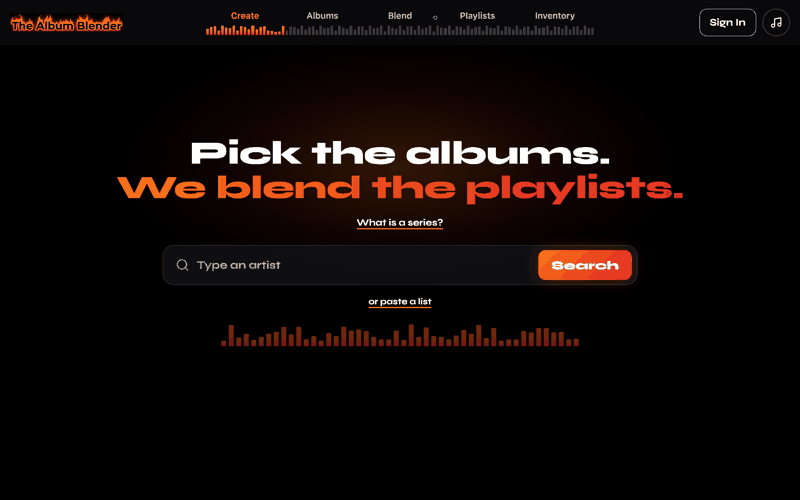 The Album Blender
Create
Albums
Blend
Playlists
Inventory
Sign In
Pick the albums.
We blend the playlists.
What is a series?
Type an artist
Search
or paste a list